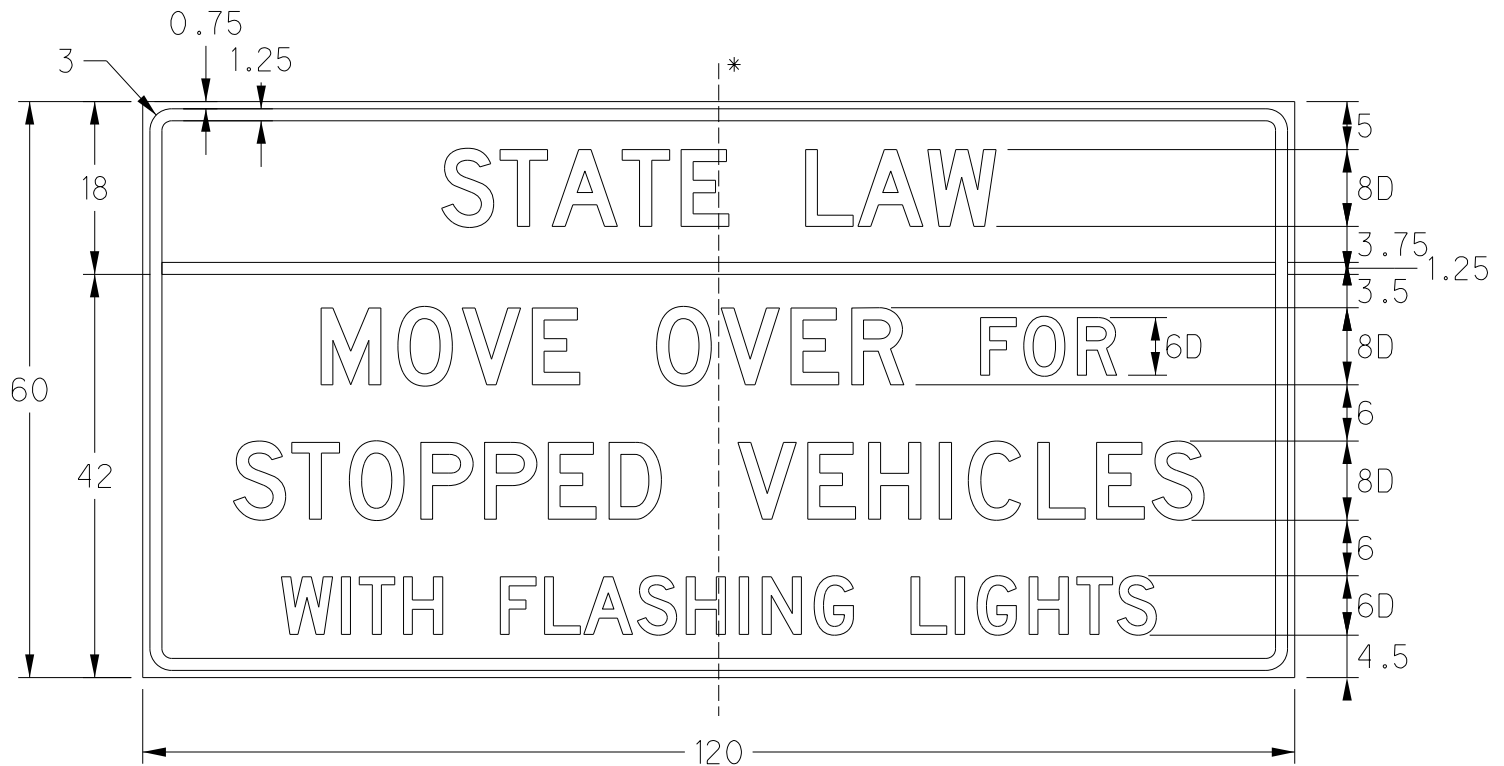 0.75
1.25
3
*
STATE LAW
5
8D
18
3.75
1.25
3.5
MOVE OVER FOR
6D
8D
60
6
STOPPED VEHICLES
42
8D
6
WITH FLASHING LIGHTS
6D
4.5
120